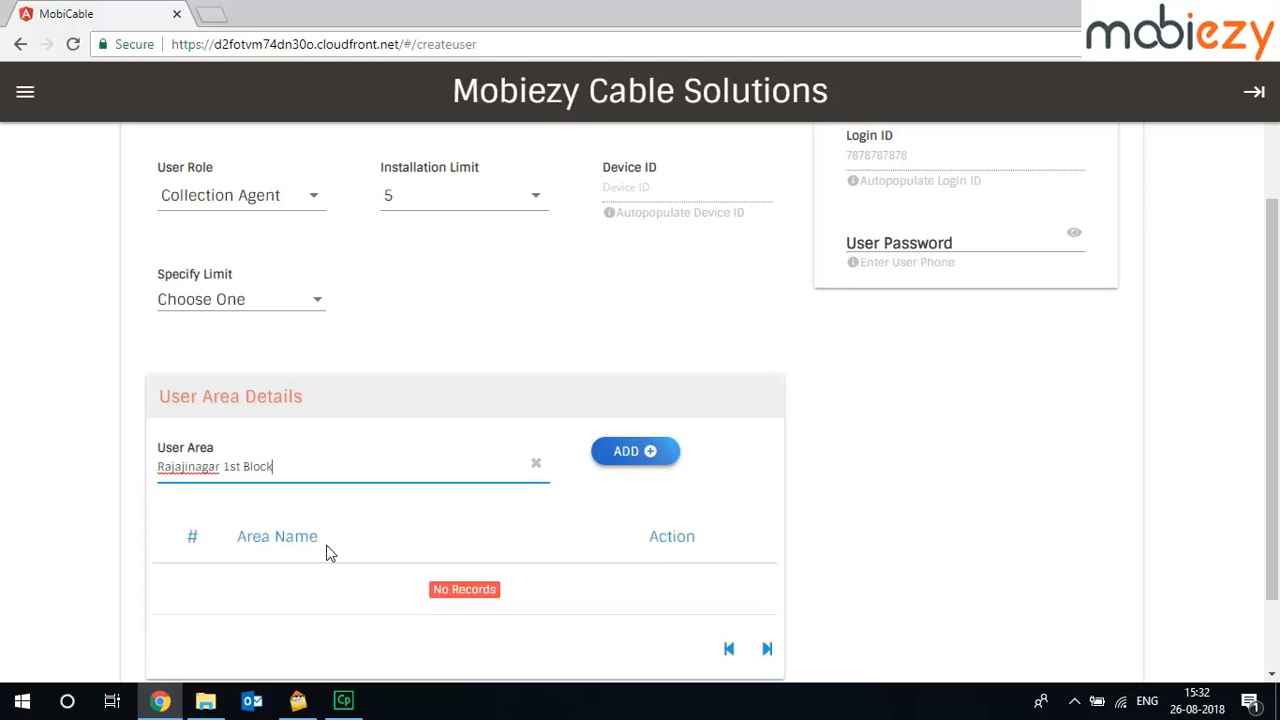 MobiCable
mobiezy
Secure
https://d2fotvm74dn30o.cloudfront.net/#/createuser
Mobiezy Cable Solutions
Login ID
7878787878
Autopopulate Login ID
User Role
Installation Limit
Device ID
Collection Agent
5
Device ID
Autopopulate Device ID
User Password
Enter User Phone
Specify Limit
Choose One
User Area Details
User Area
Rajajinagar 1st Block
ADD
# Area Name Action
No Records
Cp
ENG
15:32
26-08-2018
1